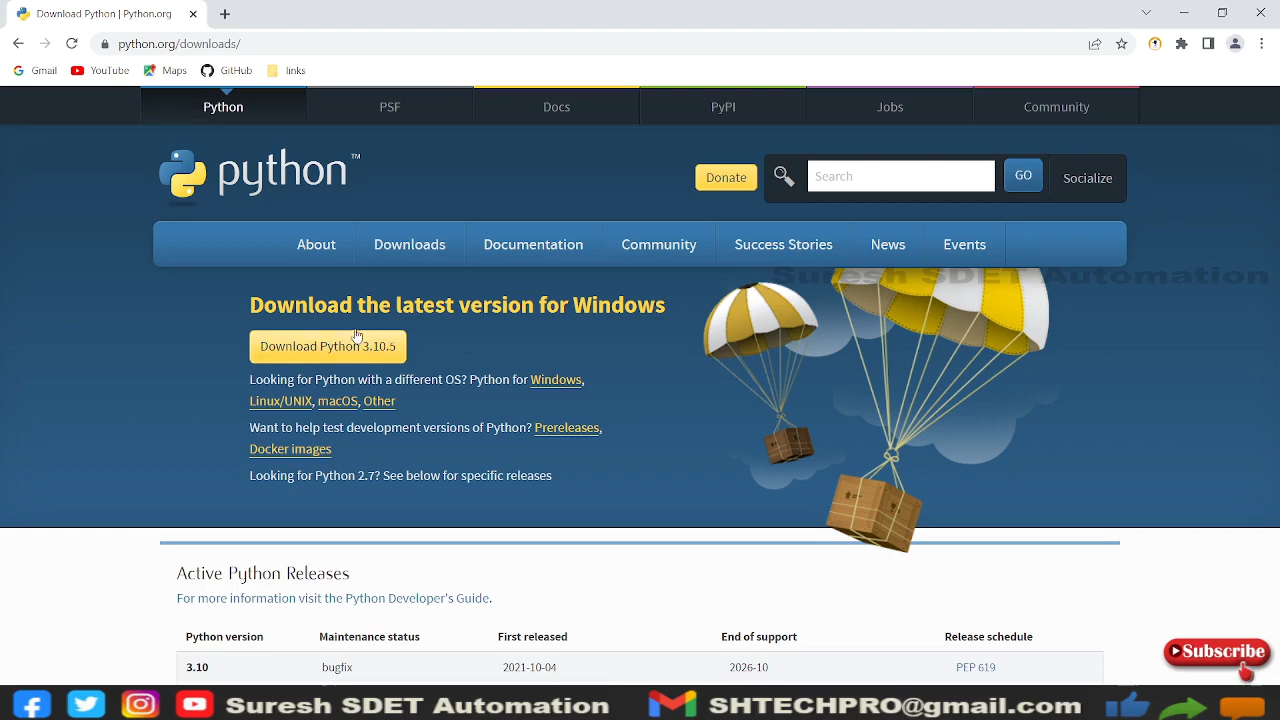 Download Python | Python.org
python.org/downloads/
Gmail YouTube Maps GitHub links
Python PSF Docs PyPI Jobs Community
python™
Donate Search GO Socialize
About Downloads Documentation Community Success Stories News Events
Suresh SDET Automation
Download the latest version for Windows
Download Python 3.10.5
Looking for Python with a different OS? Python for Windows,
Linux/UNIX, macOS, Other
Want to help test development versions of Python? Prereleases,
Docker images
Looking for Python 2.7? See below for specific releases
Active Python Releases
For more information visit the Python Developer's Guide.
Python version Maintenance status First released End of support Release schedule
3.10 bugfix 2021-10-04 2026-10 PEP 619
Subscribe
Suresh SDET Automation SHTECHPRO@gmail.com